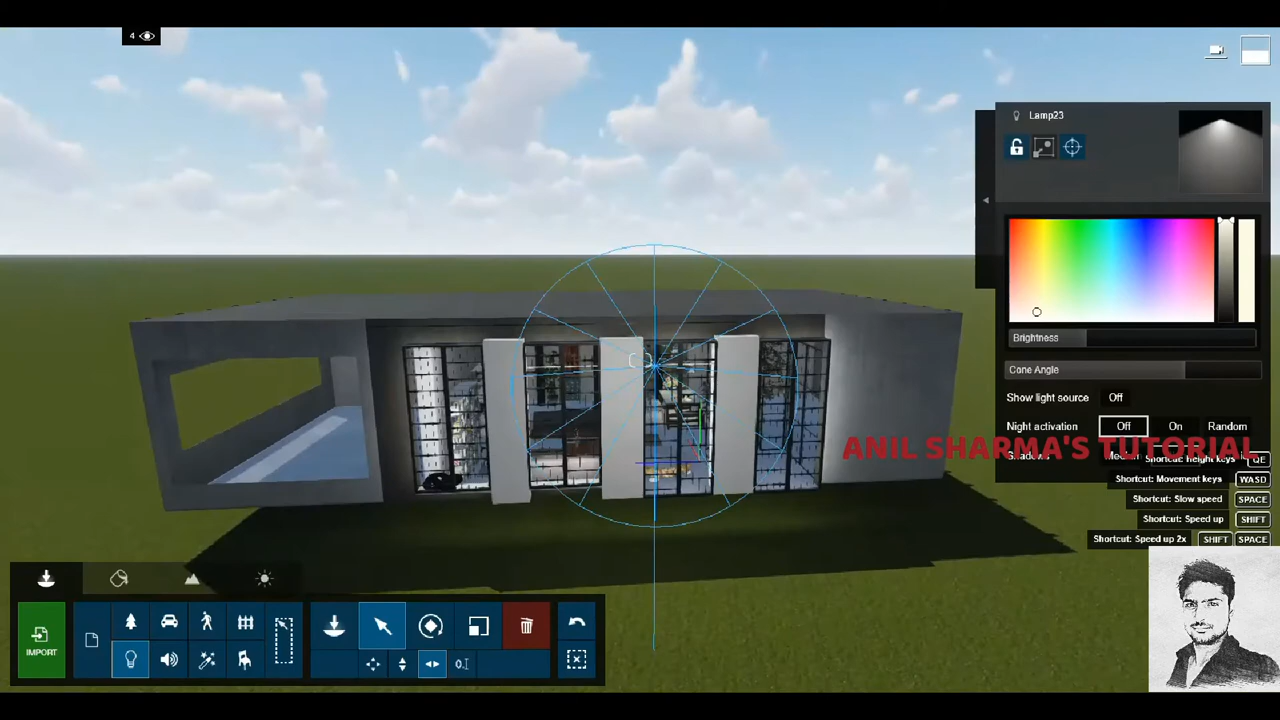 4
Lamp23
Brightness
Cone Angle
Show light source Off
Night activation Off On Random
ANIL SHARMA'S TUTORIAL
Shortcut: Height keys QE
Shortcut: Movement keys WASD
Shortcut: Slow speed SPACE
Shortcut: Speed up SHIFT
Shortcut: Speed up 2x SHIFT SPACE
IMPORT